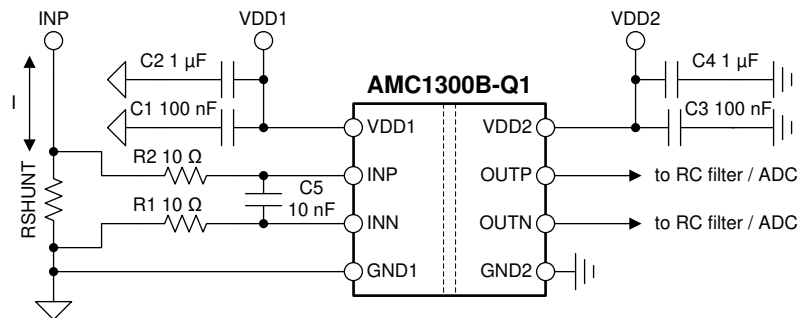 INP
VDD1
VDD2
C2 1 µF
C4 1 µF
AMC1300B-Q1
C1 100 nF
C3 100 nF
I
VDD1
VDD2
R2 10 Ω
INP
OUTP
to RC filter / ADC
C5
10 nF
RSHUNT
R1 10 Ω
INN
OUTN
to RC filter / ADC
GND1
GND2